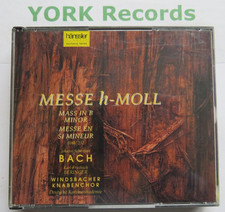 YORK Records
hänssler
MESSE h-MOLL
MASS IN B
MINOR
MESSE EN
SI MINEUR
BACH
WINDSBACHER
KNABENCHOR